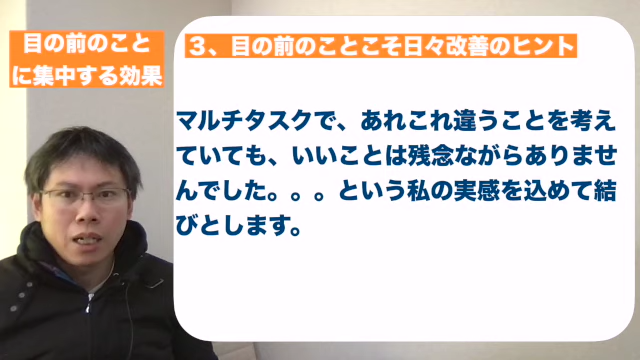 目の前のこと
に集中する効果
３、目の前のことこそ日々改善のヒント
マルチタスクで、あれこれ違うことを考え
ていても、いいことは残念ながらありませ
んでした。。。という私の実感を込めて結
びとします。